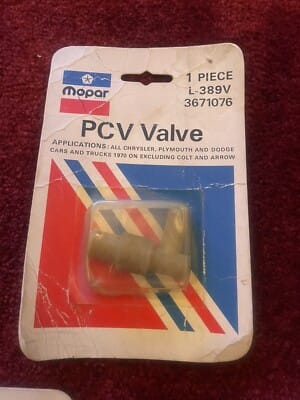 Mopar
1 PIECE
L-389V
3671076
PCV Valve
APPLICATIONS: ALL CHRYSLER, PLYMOUTH AND DODGE
CARS AND TRUCKS 1970 ON EXCLUDING COLT AND ARROW